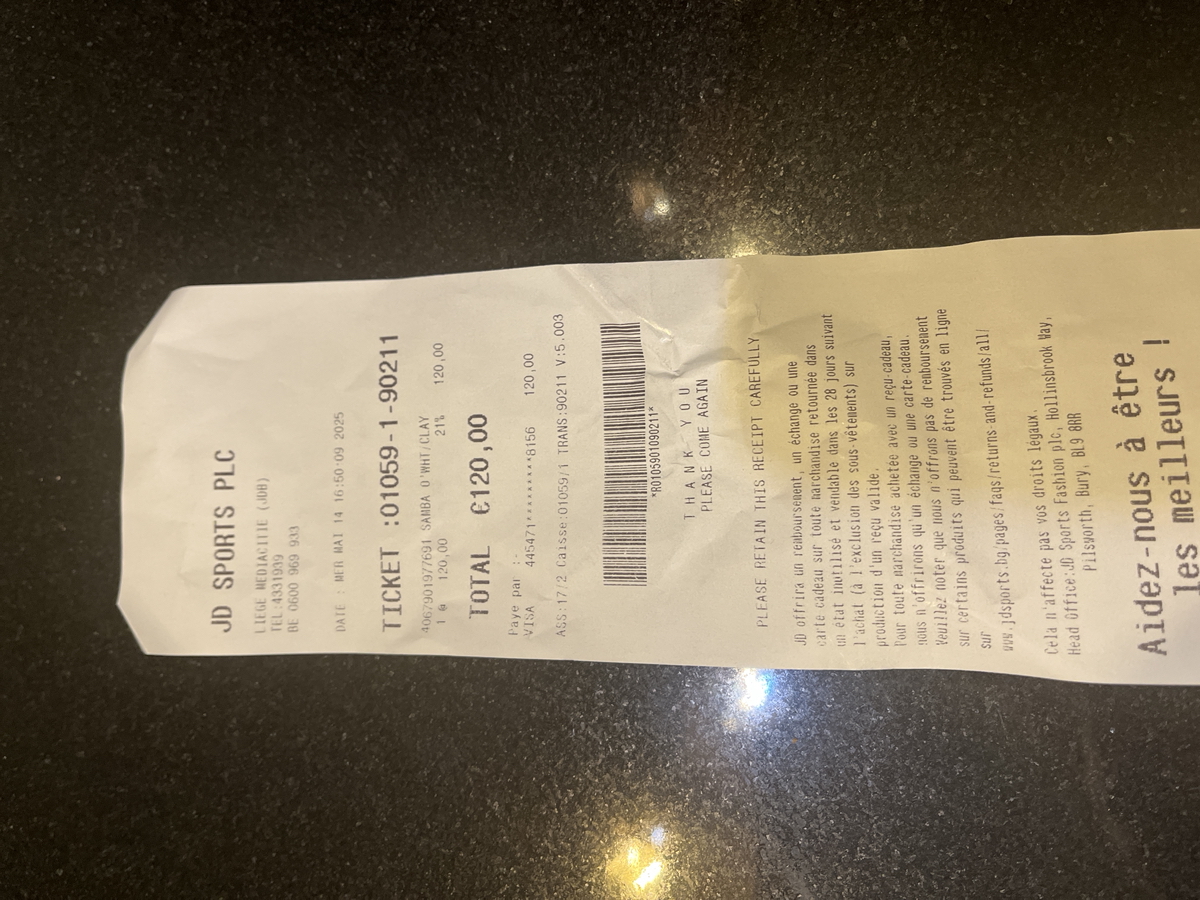 JD SPORTS PLC
LIEGE MEDIACITIE (JDB)
TEL:4331939
BE 0600 969 933
DATE : MER MAI 14 16:50:09 2025
TICKET :01059-1-90211
4067901977691 SAMBA O'WHT/CLAY
1 @ 120,00 21% 120,00
TOTAL €120,00
Paye par :-
VISA 445471*********8156 120,00
ASS:17/2 Caisse:01059/1 TRANS:90211 V:5.003
*R0105901090211*
T H A N K Y O U
PLEASE COME AGAIN
PLEASE RETAIN THIS RECEIPT CAREFULLY
JD offrira un remboursement, un échange ou une
carte cadeau sur toute marchandise retournée dans
un état inutilisé et vendable dans les 28 jours suivant
l'achat (à l'exclusion des sous-vêtements) sur
production d'un reçu valide.
Pour toute marchandise achetée avec un reçu-cadeau,
nous n'offrirons qu'un échange ou une carte-cadeau.
Veuillez noter que nous n'offrons pas de remboursement
sur certains produits qui peuvent être trouvés en ligne
sur
www.jdsports.bg/pages/faqs/returns-and-refunds/all/
Cela n'affecte pas vos droits légaux.
Head Office:JD Sports Fashion plc, Hollinsbrook Way,
Pilsworth, Bury, BL9 8RR
Aidez-nous à être
les meilleurs !